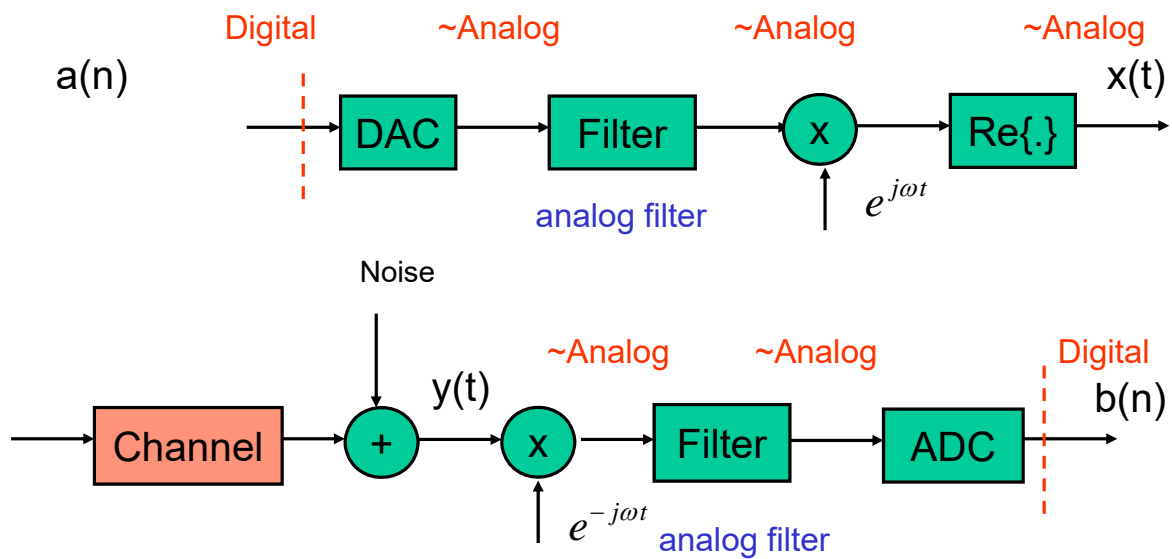 Digital
~Analog
~Analog
~Analog
a(n)
x(t)
DAC
Filter
x
Re{.}
analog filter
e^{jωt}
Noise
~Analog
~Analog
Digital
y(t)
b(n)
Channel
+
x
Filter
ADC
e^{-jωt}
analog filter